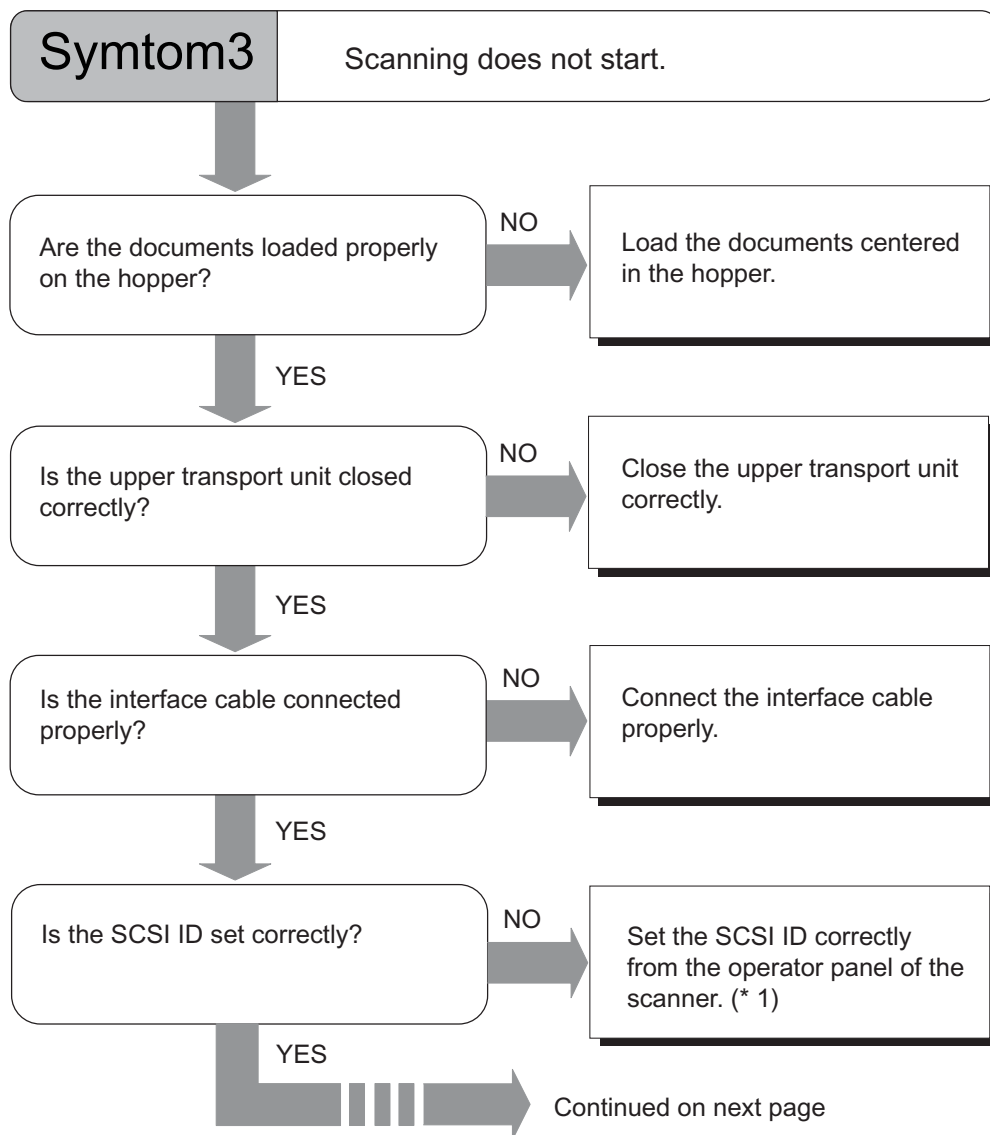 Symtom3
Scanning does not start.
Are the documents loaded properly
on the hopper?
NO
Load the documents centered
in the hopper.
YES
Is the upper transport unit closed
correctly?
NO
Close the upper transport unit
correctly.
YES
Is the interface cable connected
properly?
NO
Connect the interface cable
properly.
YES
Is the SCSI ID set correctly?
NO
Set the SCSI ID correctly
from the operator panel of the
scanner. (* 1)
YES
Continued on next page